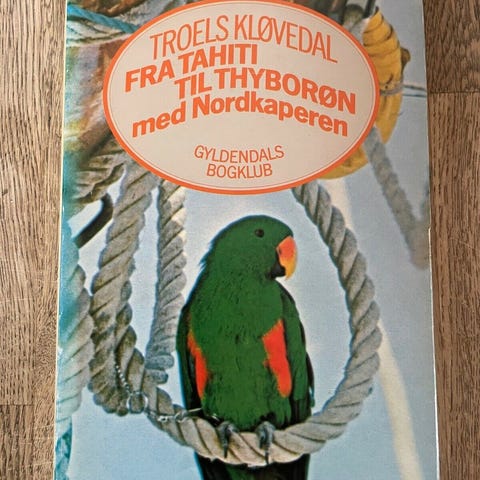 TROELS KLØVEDAL
FRA TAHITI
TIL THYBORØN
med Nordkaperen
GYLDENDALS
BOGKLUB